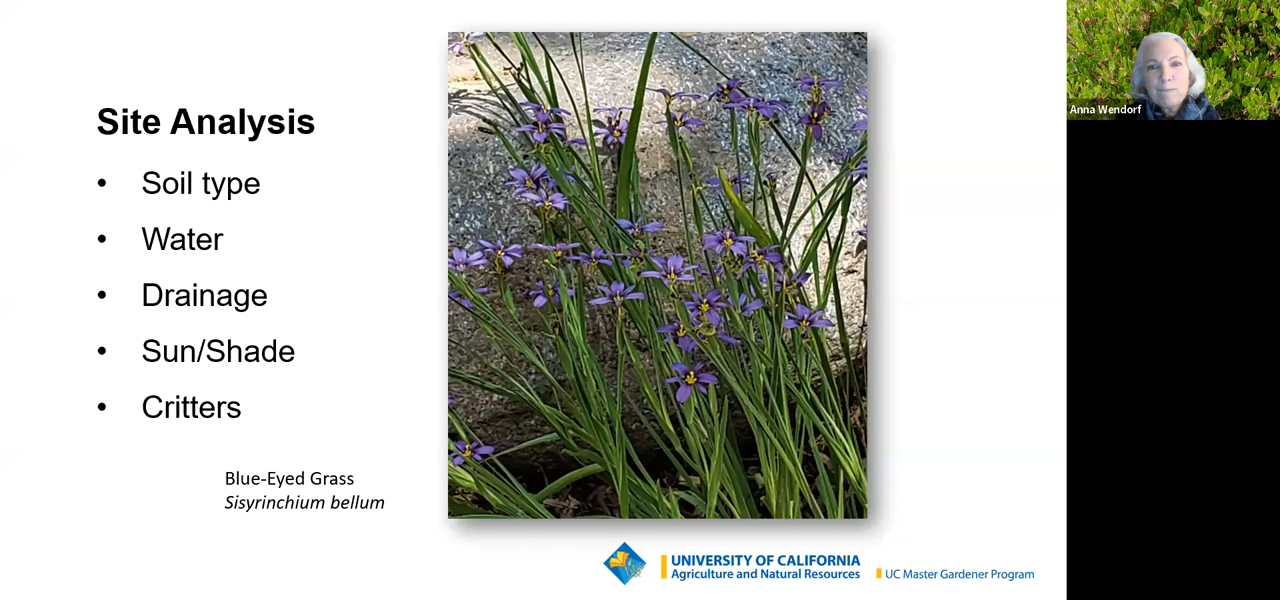 Site Analysis
• Soil type
• Water
• Drainage
• Sun/Shade
• Critters
Blue-Eyed Grass
Sisyrinchium bellum
UNIVERSITY OF CALIFORNIA
Agriculture and Natural Resources
UC Master Gardener Program
Anna Wendorf